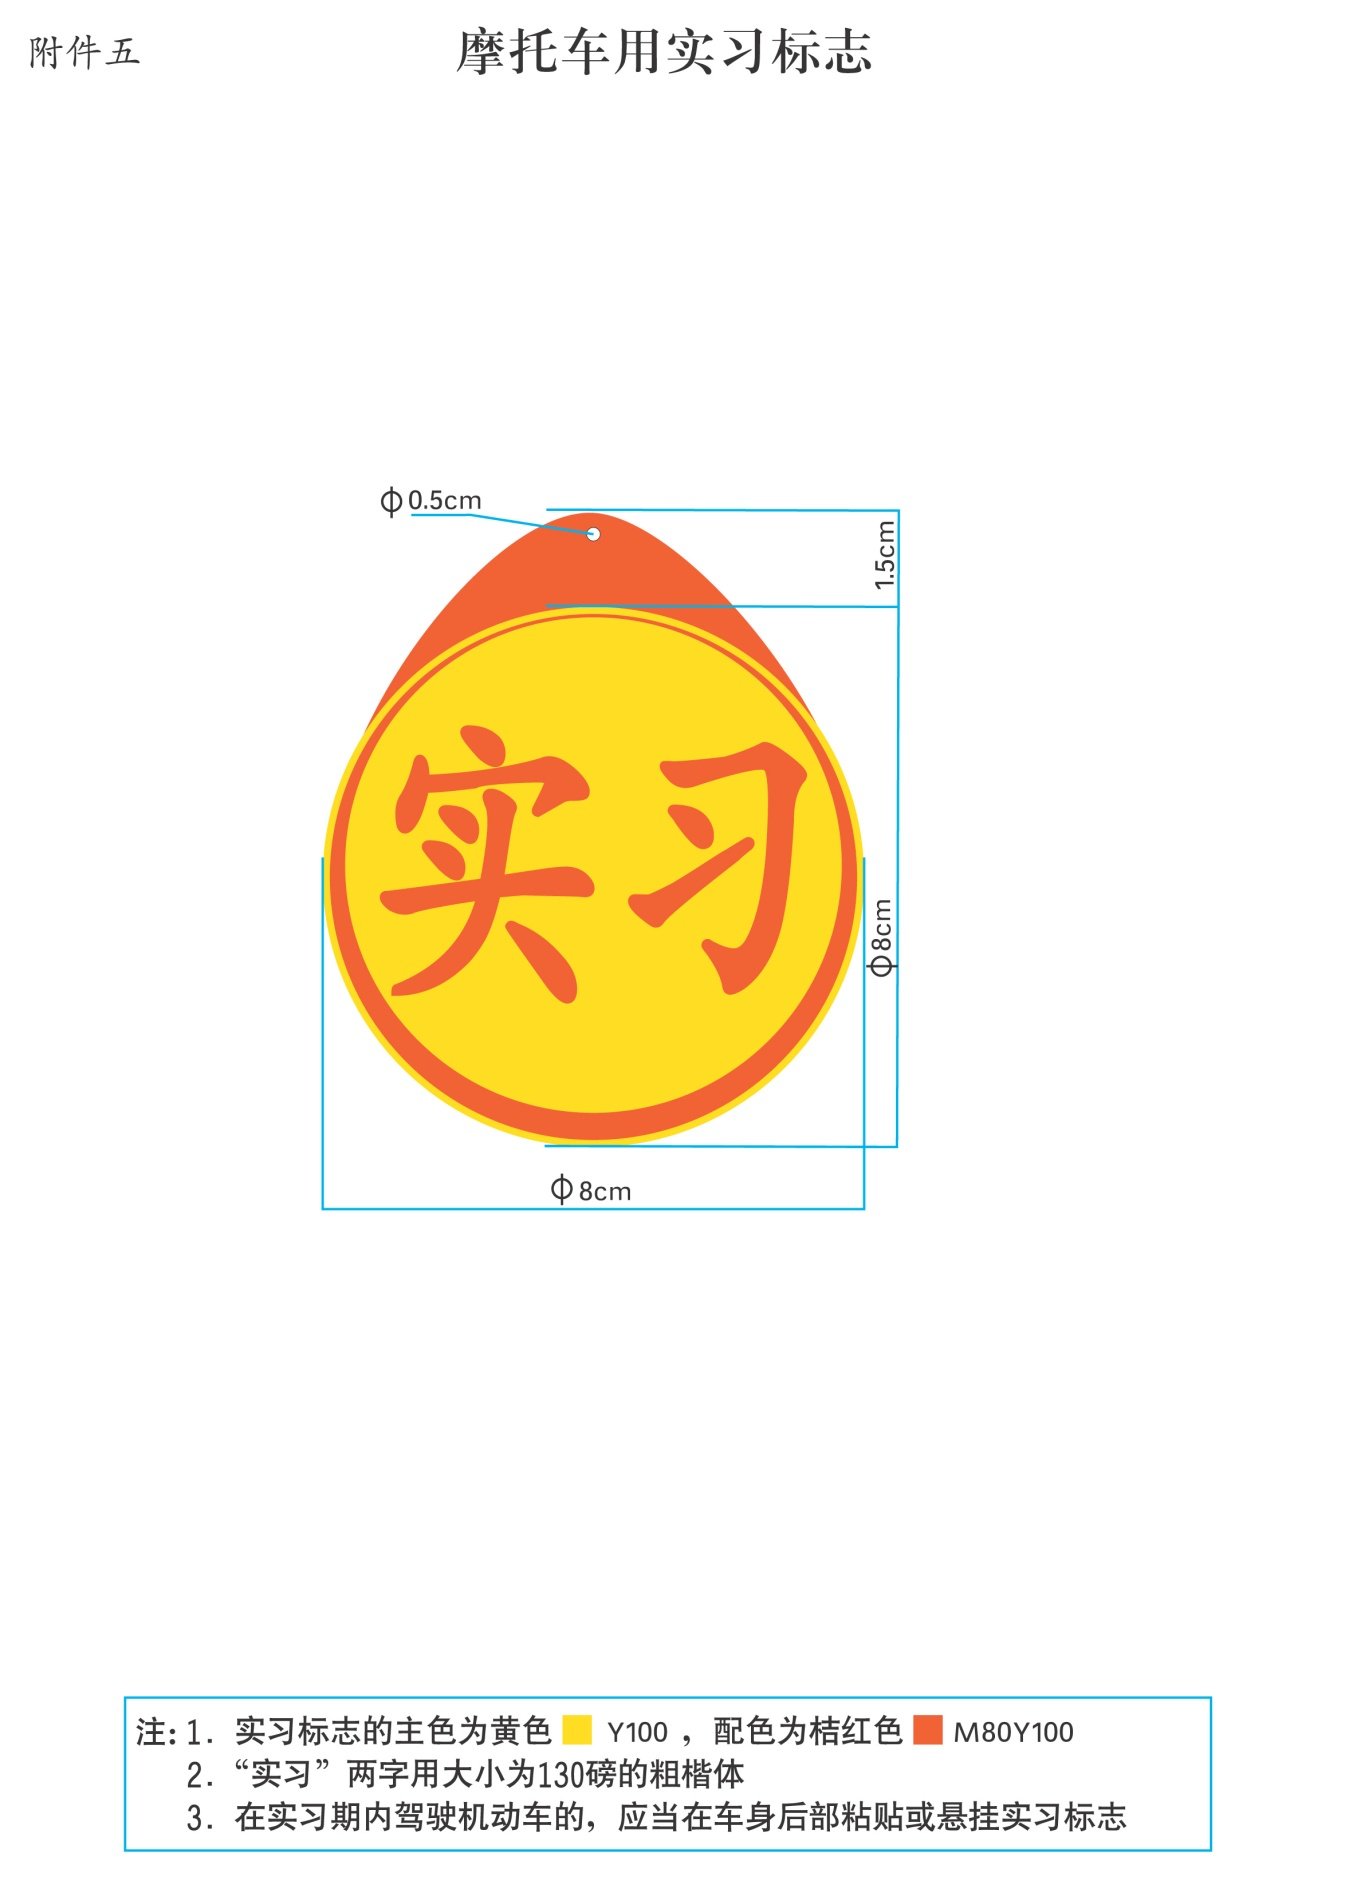 附件五
摩托车用实习标志
ϕ0.5cm
1.5cm
实习
ϕ8cm
ϕ8cm
注：1．实习标志的主色为黄色 Y100 ，配色为桔红色 M80Y100
2．“实习”两字用大小为130磅的粗楷体
3．在实习期内驾驶机动车的，应当在车身后部粘贴或悬挂实习标志